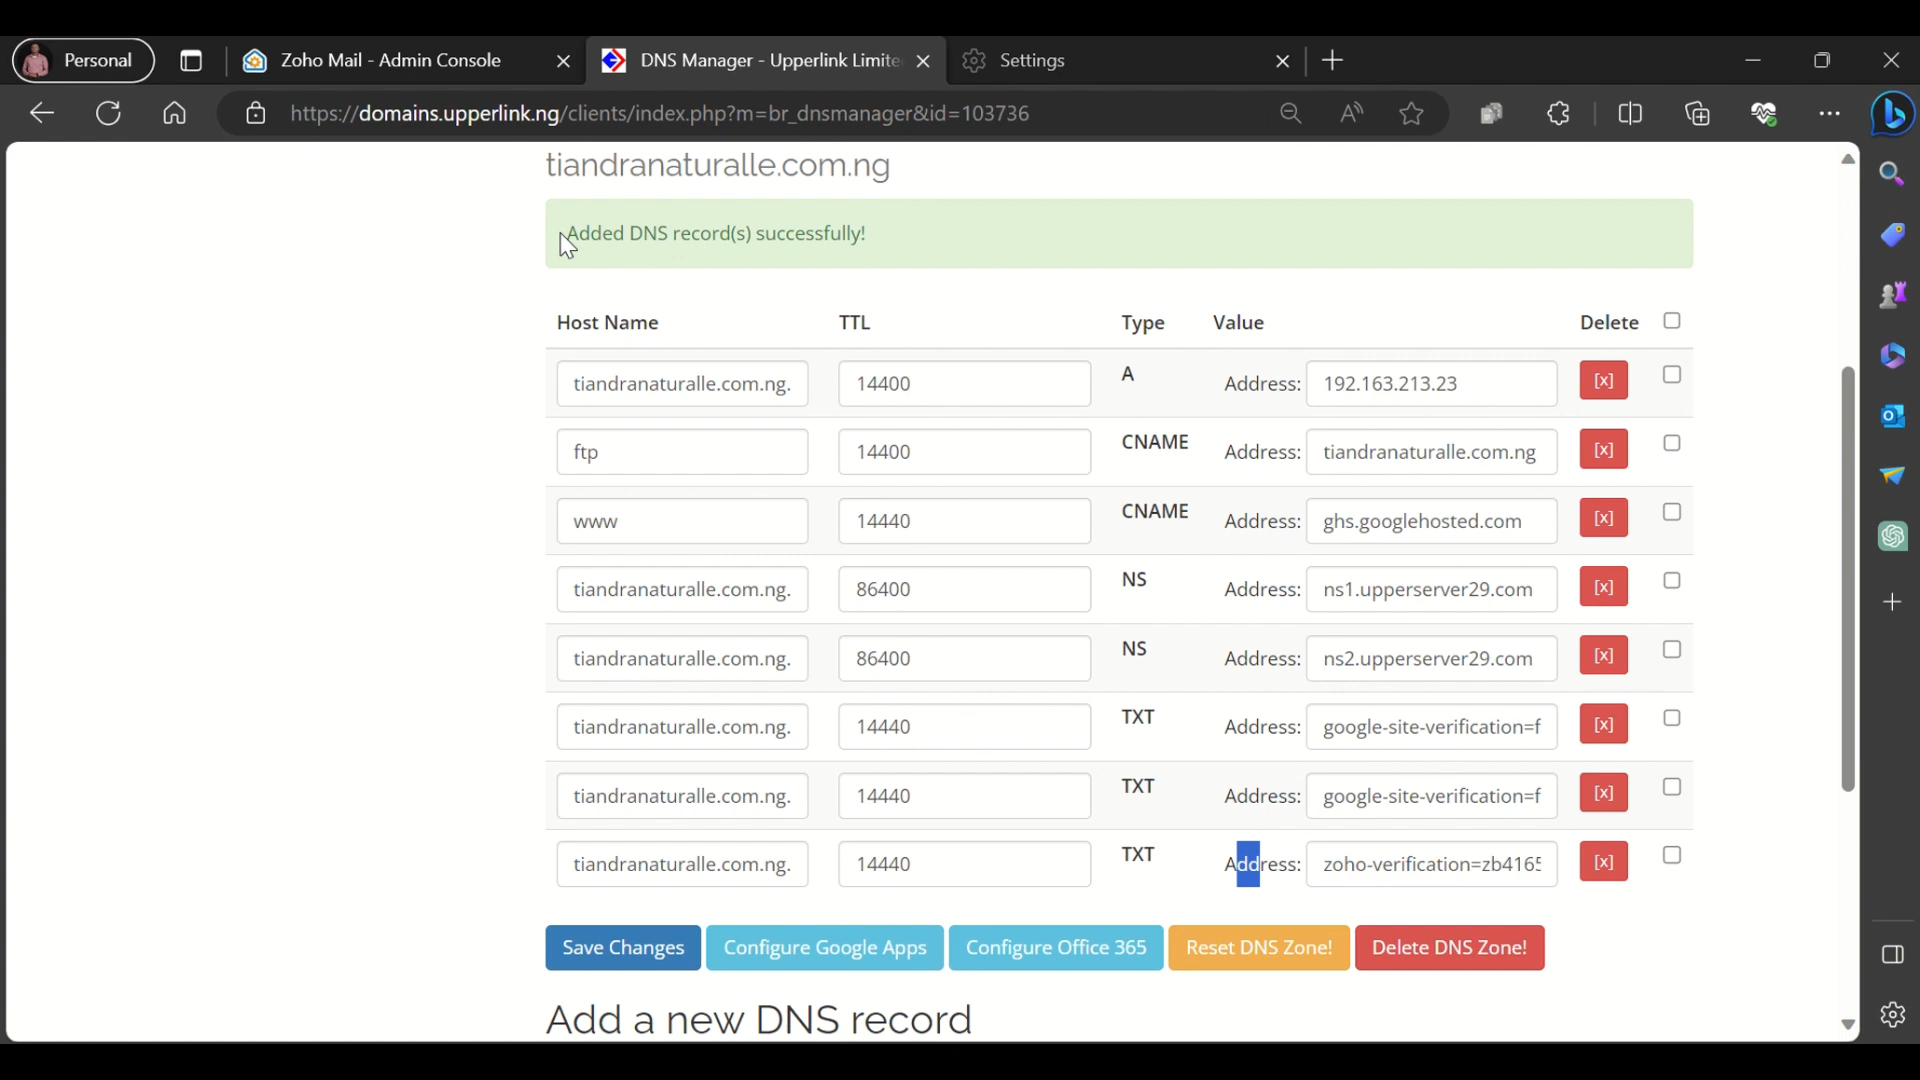 Personal
Zoho Mail - Admin Console
DNS Manager - Upperlink Limite
Settings
https://domains.upperlink.ng/clients/index.php?m=br_dnsmanager&id=103736
tiandranaturalle.com.ng
Added DNS record(s) successfully!
Host Name TTL Type Value Delete
tiandranaturalle.com.ng. 14400 A Address: 192.163.213.23 [x]
ftp 14400 CNAME Address: tiandranaturalle.com.ng [x]
www 14440 CNAME Address: ghs.googlehosted.com [x]
tiandranaturalle.com.ng. 86400 NS Address: ns1.upperserver29.com [x]
tiandranaturalle.com.ng. 86400 NS Address: ns2.upperserver29.com [x]
tiandranaturalle.com.ng. 14440 TXT Address: google-site-verification=f [x]
tiandranaturalle.com.ng. 14440 TXT Address: google-site-verification=f [x]
tiandranaturalle.com.ng. 14440 TXT Address: zoho-verification=zb4165 [x]
Save Changes Configure Google Apps Configure Office 365 Reset DNS Zone! Delete DNS Zone!
Add a new DNS record